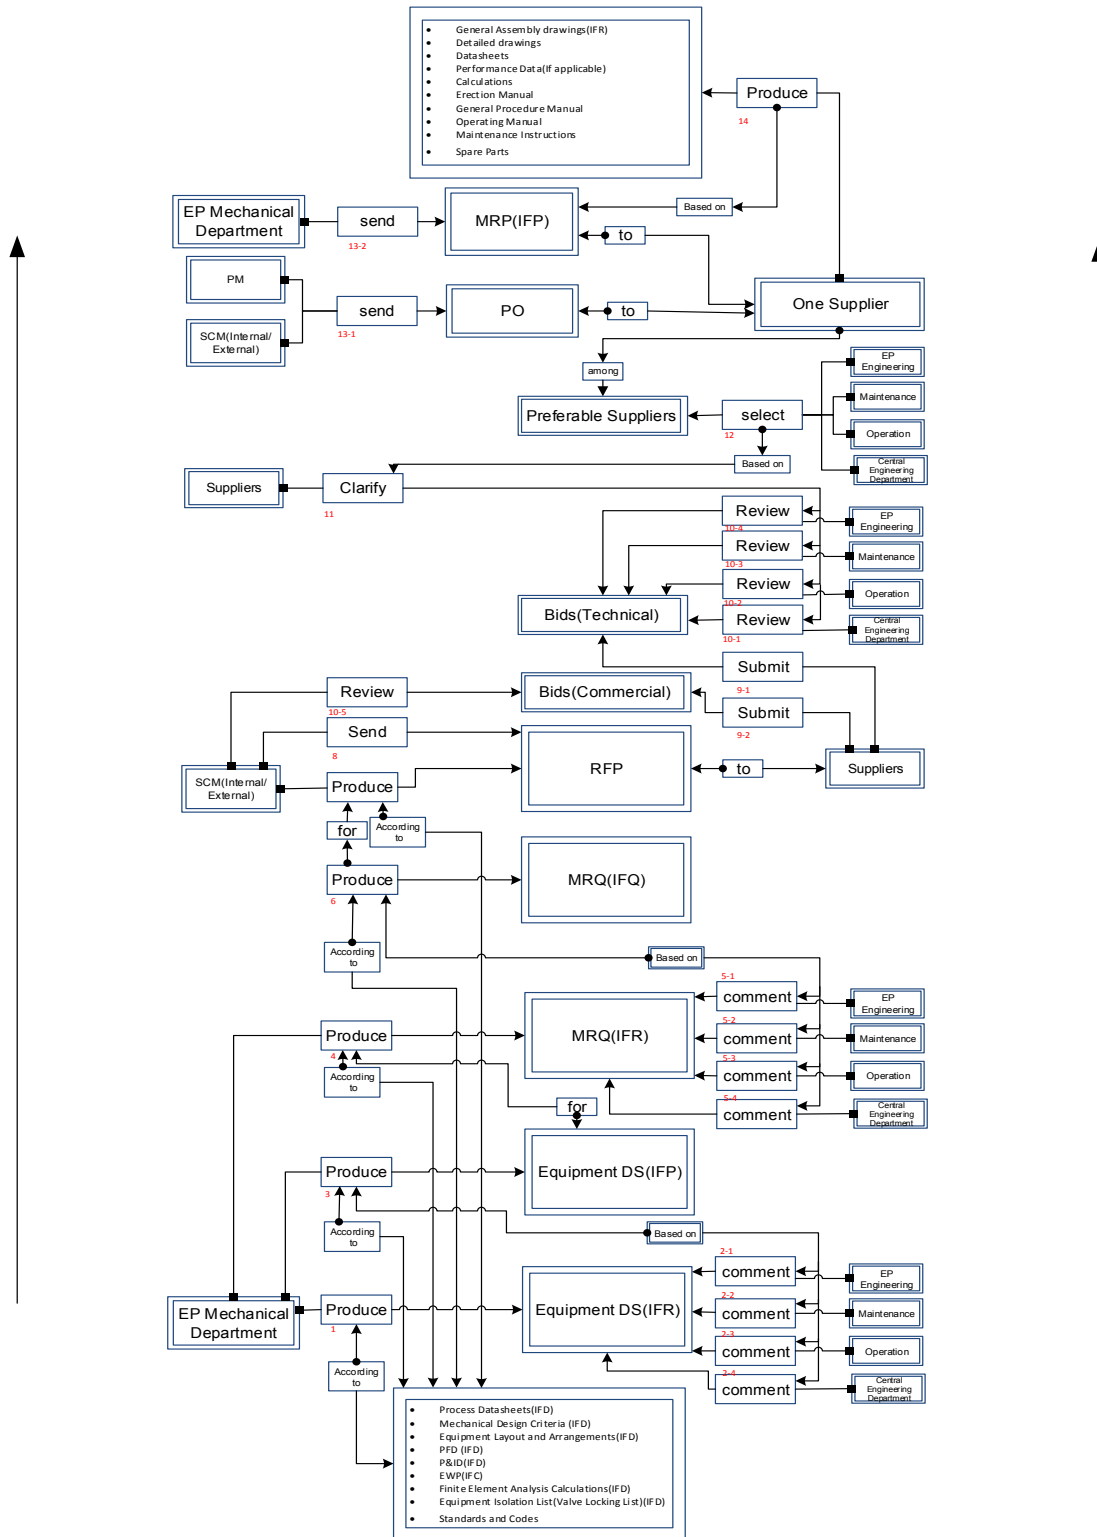 General Assembly drawings(IFR)
Detailed drawings
Datasheets
Performance Data(If applicable)
Calculations
Erection Manual
General Procedure Manual
Operating Manual
Maintenance Instructions
Spare Parts
Produce
14
EP Mechanical
Department
send
13-2
MRP(IFP)
Based on
to
PM
SCM(Internal/
External)
send
13-1
PO
to
One Supplier
among
Preferable Suppliers
select
12
Based on
EP
Engineering
Maintenance
Operation
Central
Engineering
Department
Suppliers
Clarify
11
Review
10-4
Review
10-3
Review
10-2
Review
10-1
EP
Engineering
Maintenance
Operation
Central
Engineering
Department
Bids(Technical)
Submit
9-1
Review
10-5
Bids(Commercial)
Submit
9-2
Send
8
RFP
to
Suppliers
SCM(Internal/
External)
Produce
for
According
to
Produce
6
MRQ(IFQ)
According
to
Based on
5-1
comment
5-2
comment
5-3
comment
5-4
comment
EP
Engineering
Maintenance
Operation
Central
Engineering
Department
Produce
4
MRQ(IFR)
According
to
for
Produce
3
Equipment DS(IFP)
According
to
Based on
2-1
comment
2-2
comment
2-3
comment
2-4
comment
EP
Engineering
Maintenance
Operation
Central
Engineering
Department
EP Mechanical
Department
Produce
1
Equipment DS(IFR)
According
to
Process Datasheets(IFD)
Mechanical Design Criteria (IFD)
Equipment Layout and Arrangements(IFD)
PFD (IFD)
P&ID(IFD)
EWP(IFC)
Finite Element Analysis Calculations(IFD)
Equipment Isolation List(Valve Locking List)(IFD)
Standards and Codes